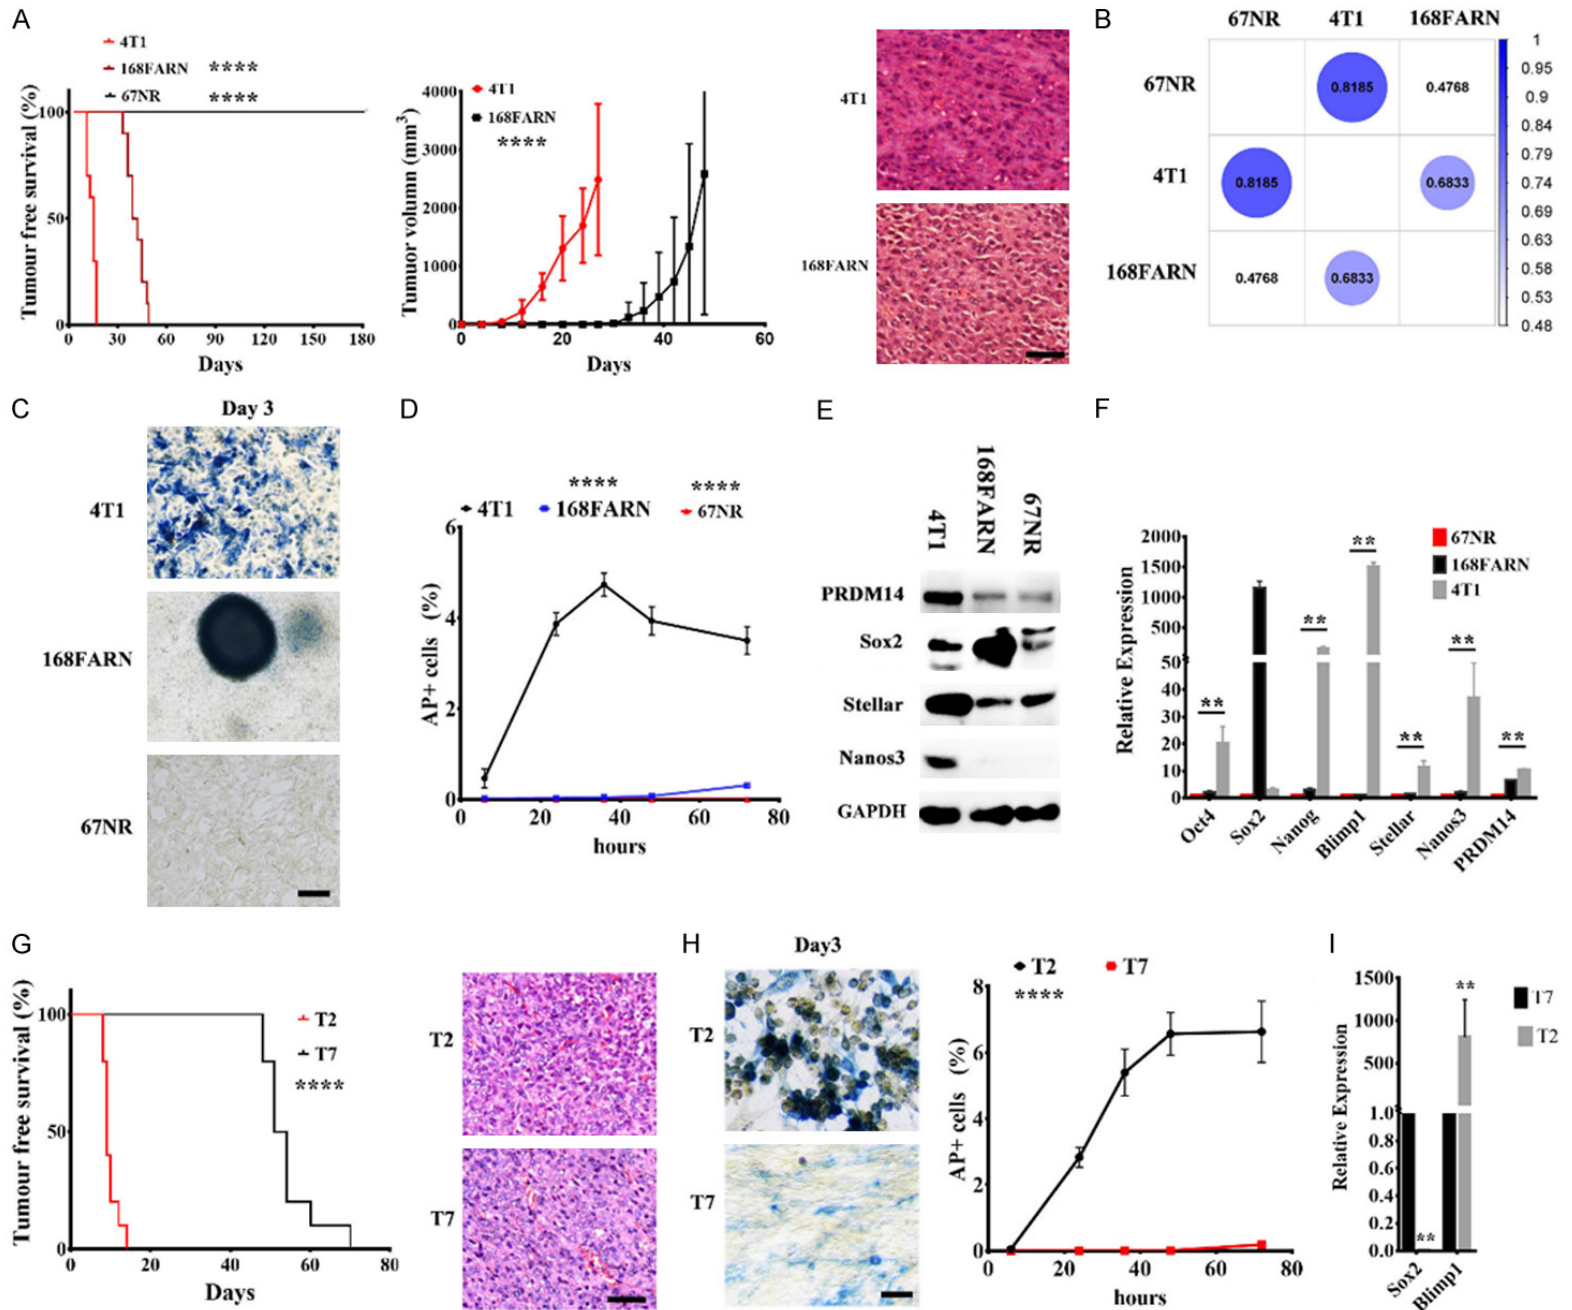 A
4T1
168FARN ****
67NR ****
Tumour free survival (%)
100
50
0
0 30 60 90 120 150 180
Days
4T1
168FARN
****
Tumuor volumn (mm3)
4000
3000
2000
1000
0
0 20 40 60
Days
4T1
168FARN
B
67NR 4T1 168FARN
67NR 0.8185 0.4768
4T1 0.8185 0.6833
168FARN 0.4768 0.6833
1
0.95
0.9
0.84
0.79
0.74
0.69
0.63
0.58
0.53
0.48
C
Day 3
4T1
168FARN
67NR
D
**** ****
4T1 168FARN 67NR
AP+ cells (%)
6
4
2
0
0 20 40 60 80
hours
E
4T1 168FARN 67NR
PRDM14
Sox2
Stellar
Nanos3
GAPDH
F
67NR
168FARN
4T1
Relative Expression
2000
1500
1000
500
50
40
30
20
10
0
** ** ** ** ** **
Oct4 Sox2 Nanog Blimp1 Stellar Nanos3 PRDM14
G
T2
T7
****
Tumour free survival (%)
100
50
0
0 20 40 60 80
Days
T2
T7
H
Day3
T2
T7
T2 T7
****
AP+ cells (%)
8
6
4
2
0
0 20 40 60 80
hours
I
T7
T2
Relative Expression
1500
1000
500
1.0
0.8
0.6
0.4
0.2
0.0
**
**
Sox2 Blimp1